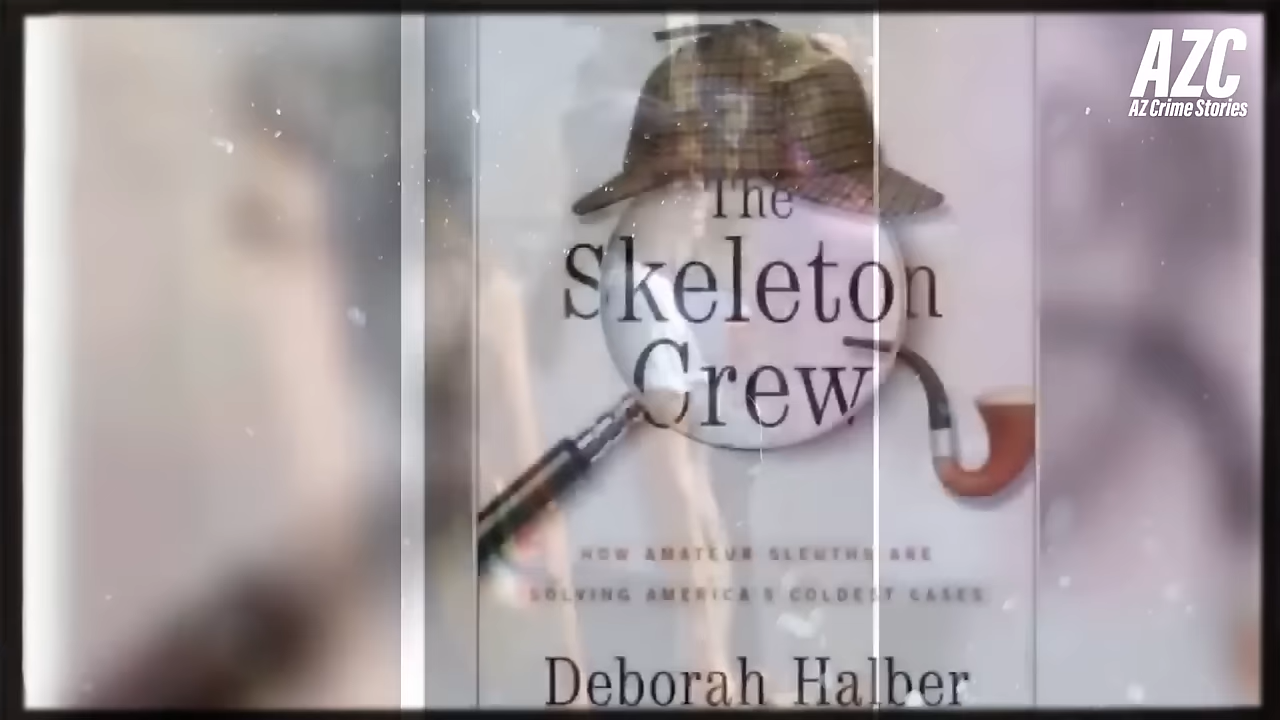 AZC
AZ Crime Stories
The
Skeleton
Crew
HOW AMATEUR SLEUTHS ARE
SOLVING AMERICA'S COLDEST CASES
Deborah Halber